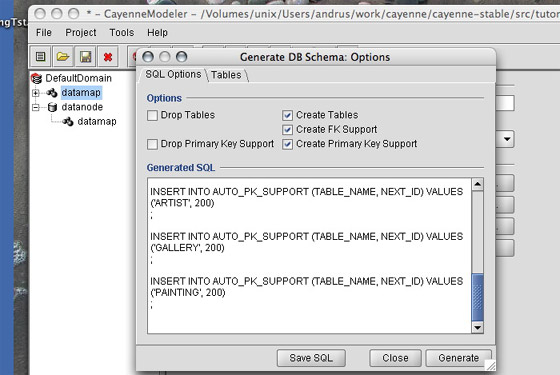 ngTst.
* - CayenneModeler - /Volumes/unix/Users/andrus/work/cayenne/cayenne-stable/src/tutor
File Project Tools Help
Generate DB Schema: Options
DefaultDomain
datamap
datanode
datamap
SQL Options Tables
Options
Drop Tables Create Tables
Create FK Support
Drop Primary Key Support Create Primary Key Support
Generated SQL
INSERT INTO AUTO_PK_SUPPORT (TABLE_NAME, NEXT_ID) VALUES
('ARTIST', 200)
;
INSERT INTO AUTO_PK_SUPPORT (TABLE_NAME, NEXT_ID) VALUES
('GALLERY', 200)
;
INSERT INTO AUTO_PK_SUPPORT (TABLE_NAME, NEXT_ID) VALUES
('PAINTING', 200)
;
Save SQL Close Generate